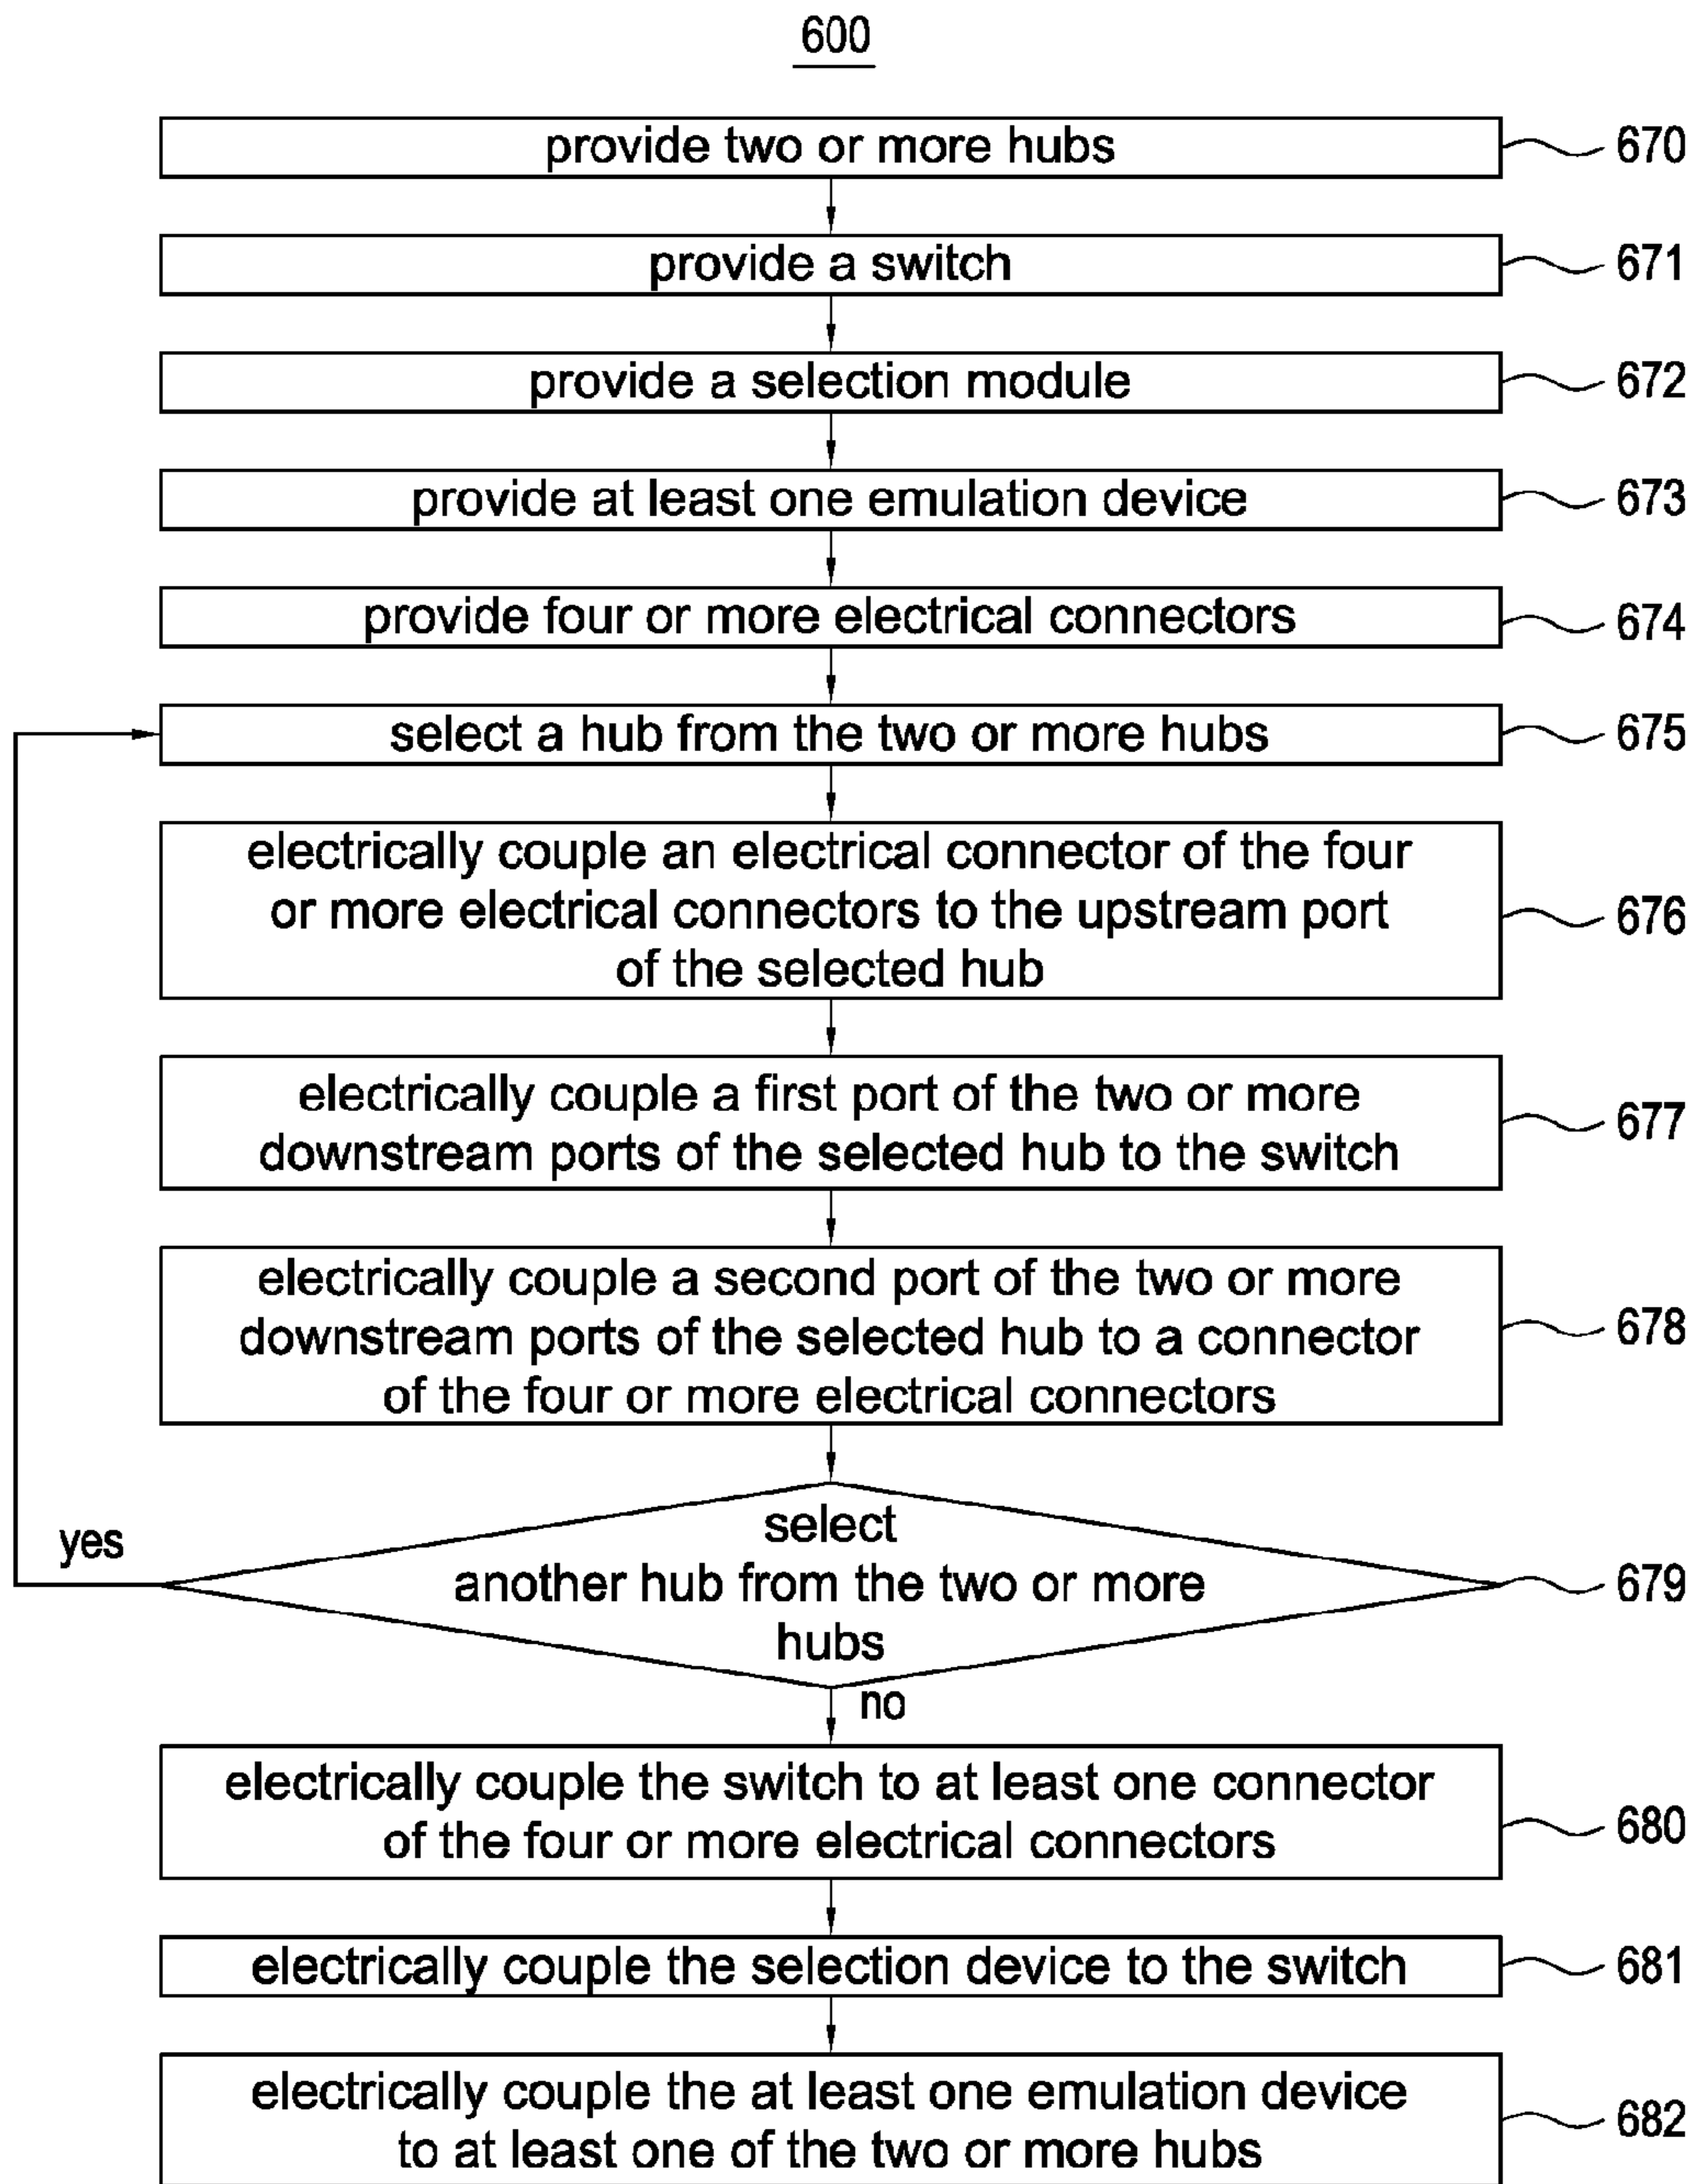 600
provide two or more hubs
670
provide a switch
671
provide a selection module
672
provide at least one emulation device
673
provide four or more electrical connectors
674
select a hub from the two or more hubs
675
electrically couple an electrical connector of the four
or more electrical connectors to the upstream port
of the selected hub
676
electrically couple a first port of the two or more
downstream ports of the selected hub to the switch
677
electrically couple a second port of the two or more
downstream ports of the selected hub to a connector
of the four or more electrical connectors
678
yes
select
another hub from the two or more
hubs
679
no
electrically couple the switch to at least one connector
of the four or more electrical connectors
680
electrically couple the selection device to the switch
681
electrically couple the at least one emulation device
to at least one of the two or more hubs
682